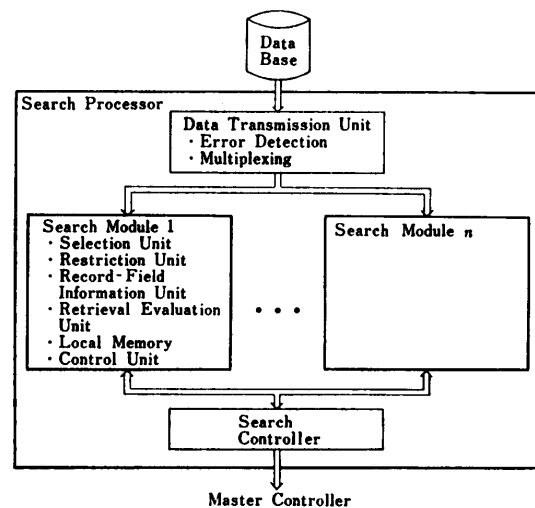 Data
Base
Search Processor
Data Transmission Unit
· Error Detection
· Multiplexing
Search Module 1
· Selection Unit
· Restriction Unit
· Record-Field
Information Unit
· Retrieval Evaluation
Unit
· Local Memory
· Control Unit
• • •
Search Module n
Search
Controller
Master Controller